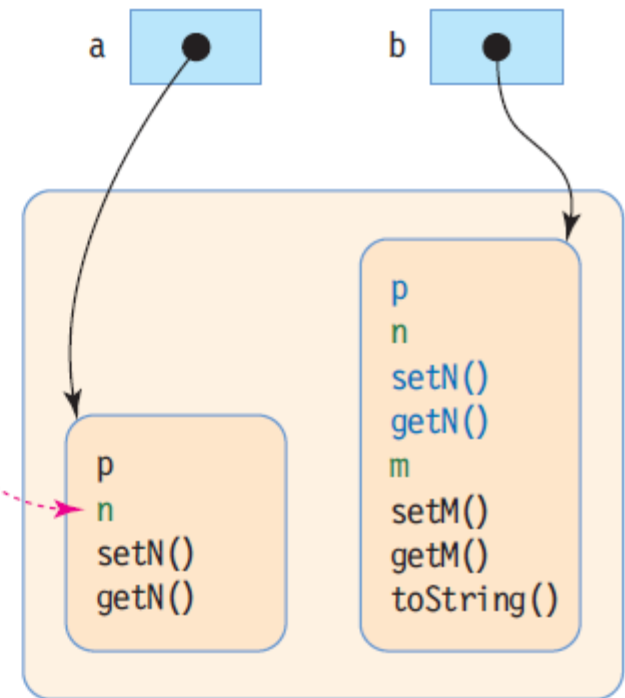 a
b
p
n
setN()
getN()
p
n
setN()
getN()
m
setM()
getM()
toString()